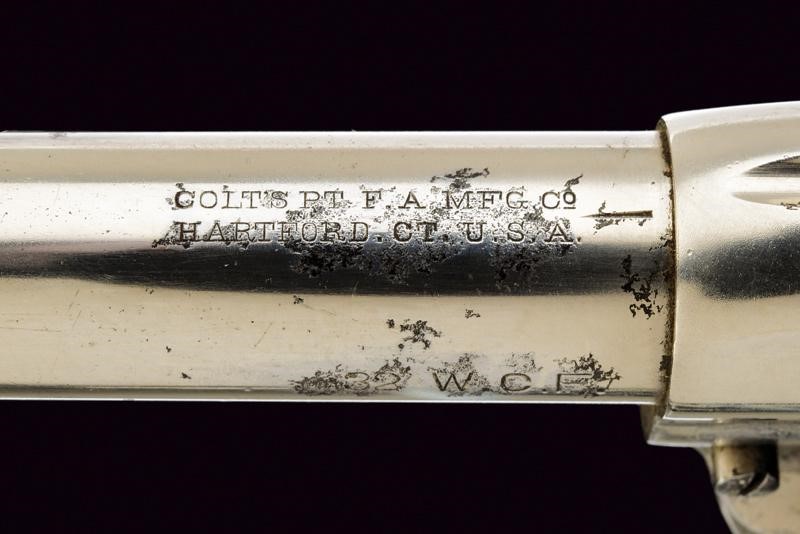 COLT'S PT. F. A. MFG. Co
HARTFORD. CT. U.S.A.
.32 W.C.F.